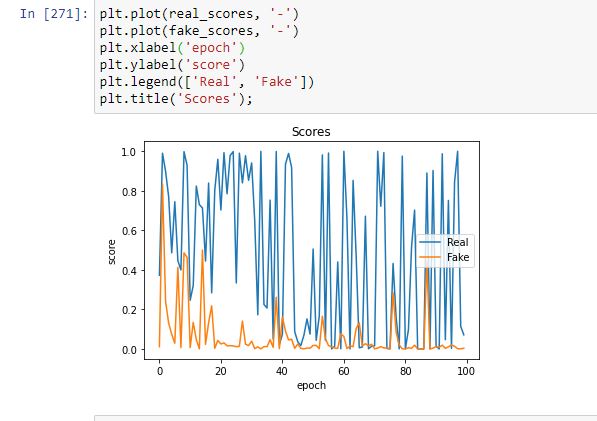 In [271]: plt.plot(real_scores, '-')
plt.plot(fake_scores, '-')
plt.xlabel('epoch')
plt.ylabel('score')
plt.legend(['Real', 'Fake'])
plt.title('Scores');
Scores
1.0
0.8
0.6
0.4
0.2
0.0
score
Real
Fake
0 20 40 60 80 100
epoch